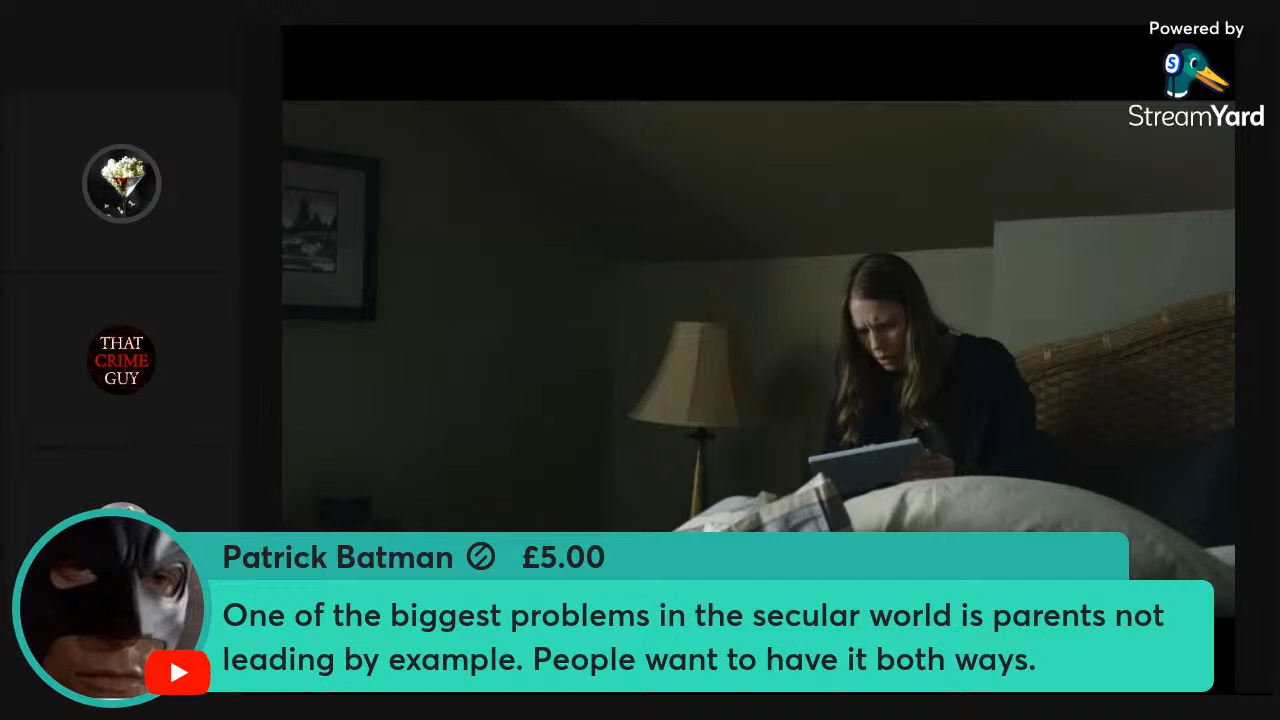 Powered by
StreamYard
THAT
CRIME
GUY
Patrick Batman £5.00
One of the biggest problems in the secular world is parents not
leading by example. People want to have it both ways.